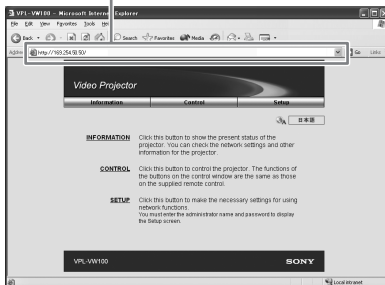 VPL-VW100 - Microsoft Internet Explorer
File Edit View Favorites Tools Help
Back Search Favorites Media
Address http://169.254.50.50/ Go Links
Video Projector
Information Control Setup
日本語
INFORMATION Click this button to show the present status of the
projector. You can check the network settings and other
information for the projector.
CONTROL Click this button to control the projector. The functions of
the buttons on the control window are the same as those
on the supplied remote control.
SETUP Click this button to make the necessary settings for using
network functions.
You must enter the administrator name and password to display
the Setup screen.
VPL-VW100 SONY
Local intranet